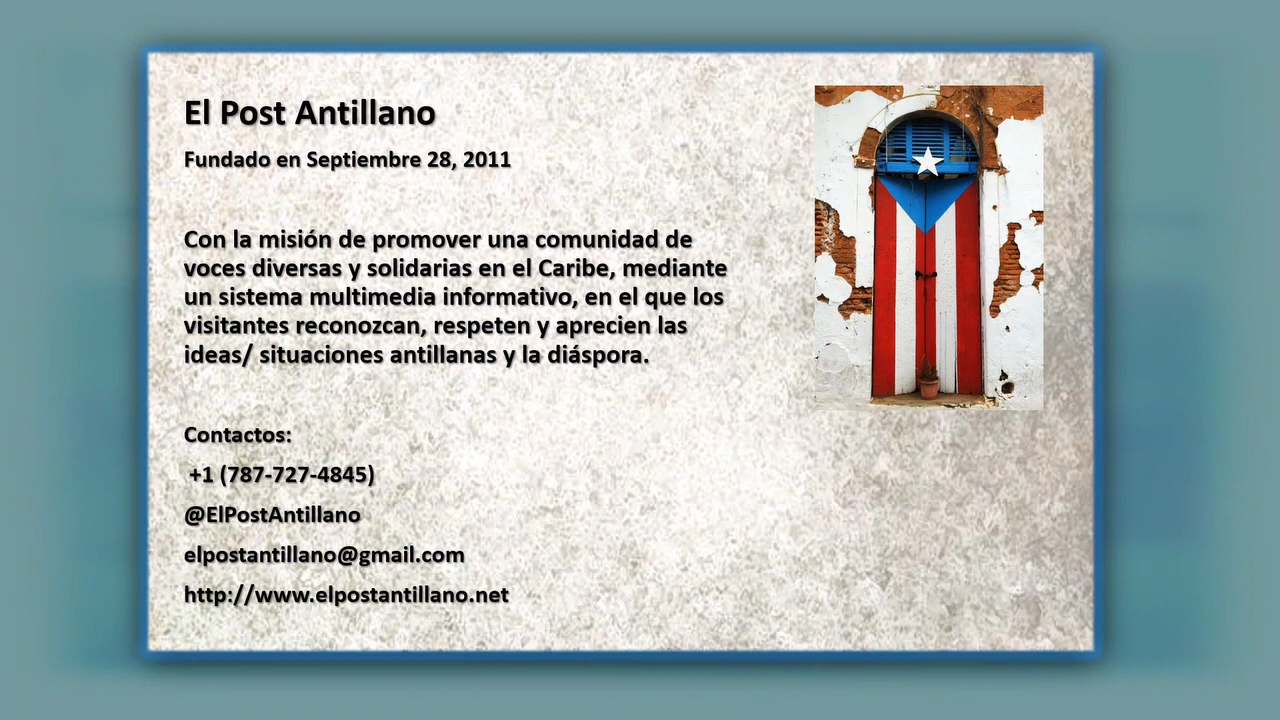 El Post Antillano
Fundado en Septiembre 28, 2011
Con la misión de promover una comunidad de
voces diversas y solidarias en el Caribe, mediante
un sistema multimedia informativo, en el que los
visitantes reconozcan, respeten y aprecien las
ideas/ situaciones antillanas y la diáspora.
Contactos:
+1 (787-727-4845)
@ElPostAntillano
elpostantillano@gmail.com
http://www.elpostantillano.net